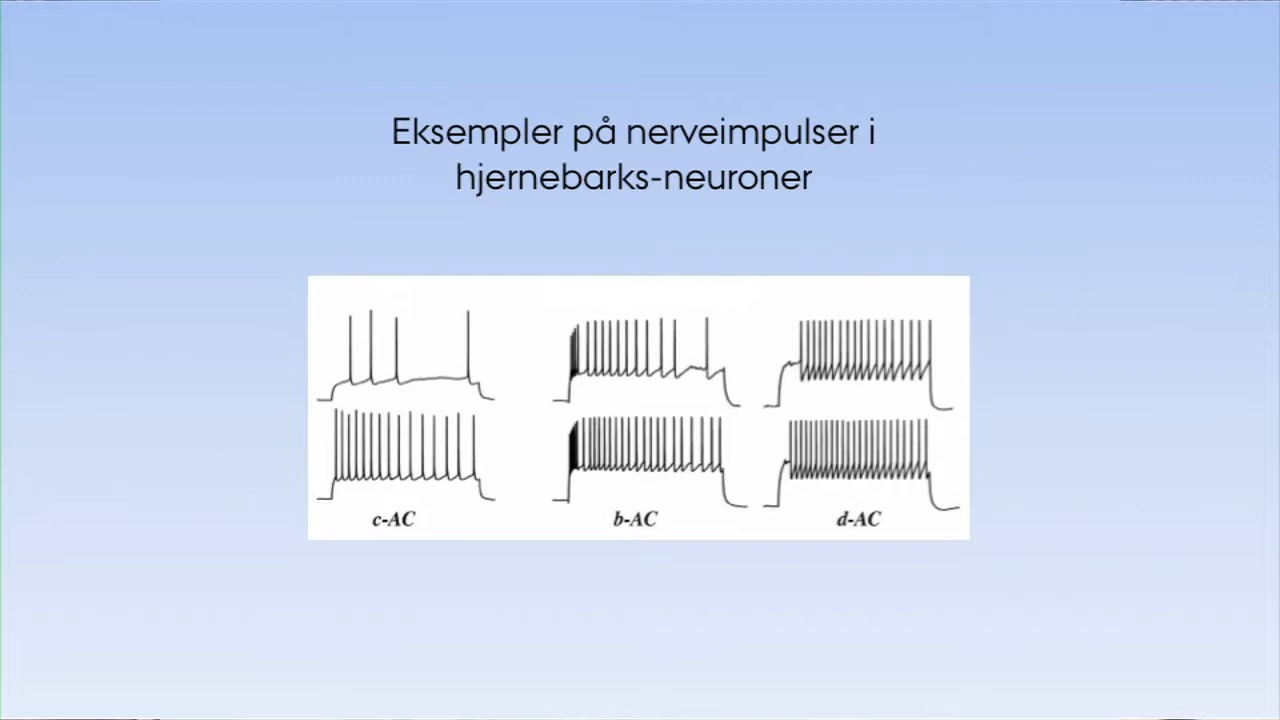 Eksempler på nerveimpulser i
hjernebarks-neuroner
c-AC b-AC d-AC